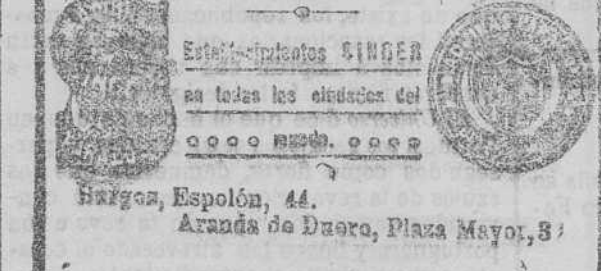 Establecimientos SINGER
en todas las ciudades del
o o o o mundo. o o o o
Burgos, Espolón, 44.
Aranda de Duero, Plaza Mayor, 3